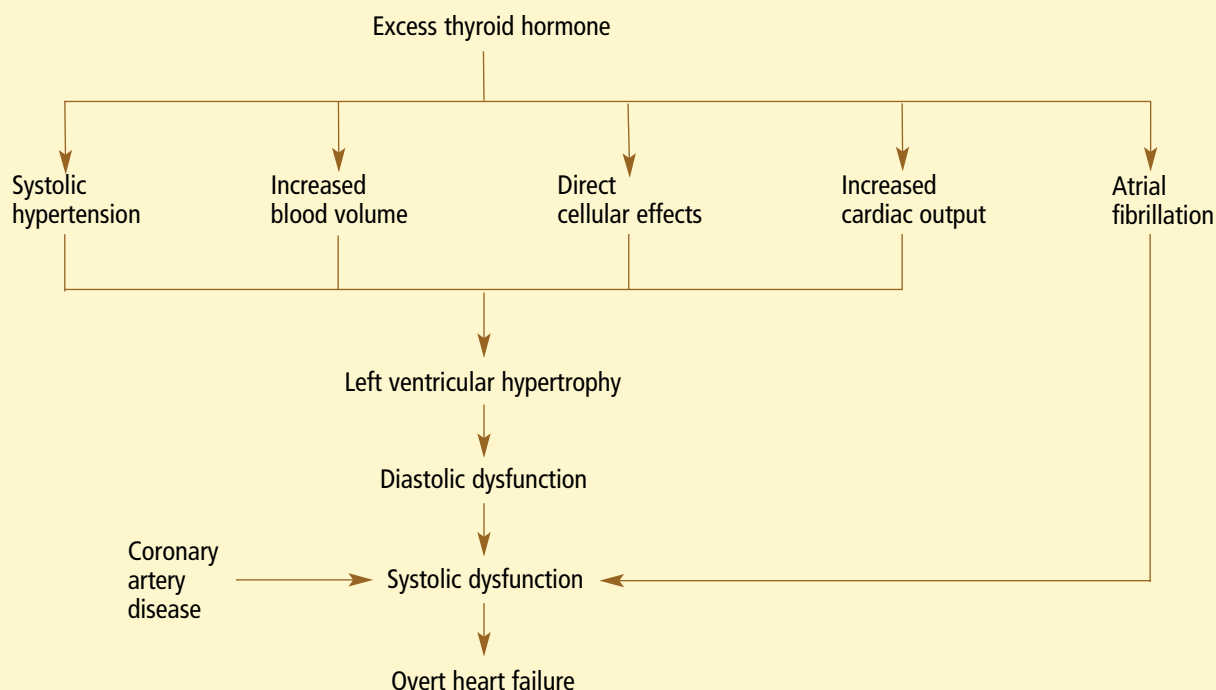 Excess thyroid hormone
Systolic
hypertension
Increased
blood volume
Direct
cellular effects
Increased
cardiac output
Atrial
fibrillation
Left ventricular hypertrophy
Diastolic dysfunction
Coronary
artery
disease
Systolic dysfunction
Overt heart failure